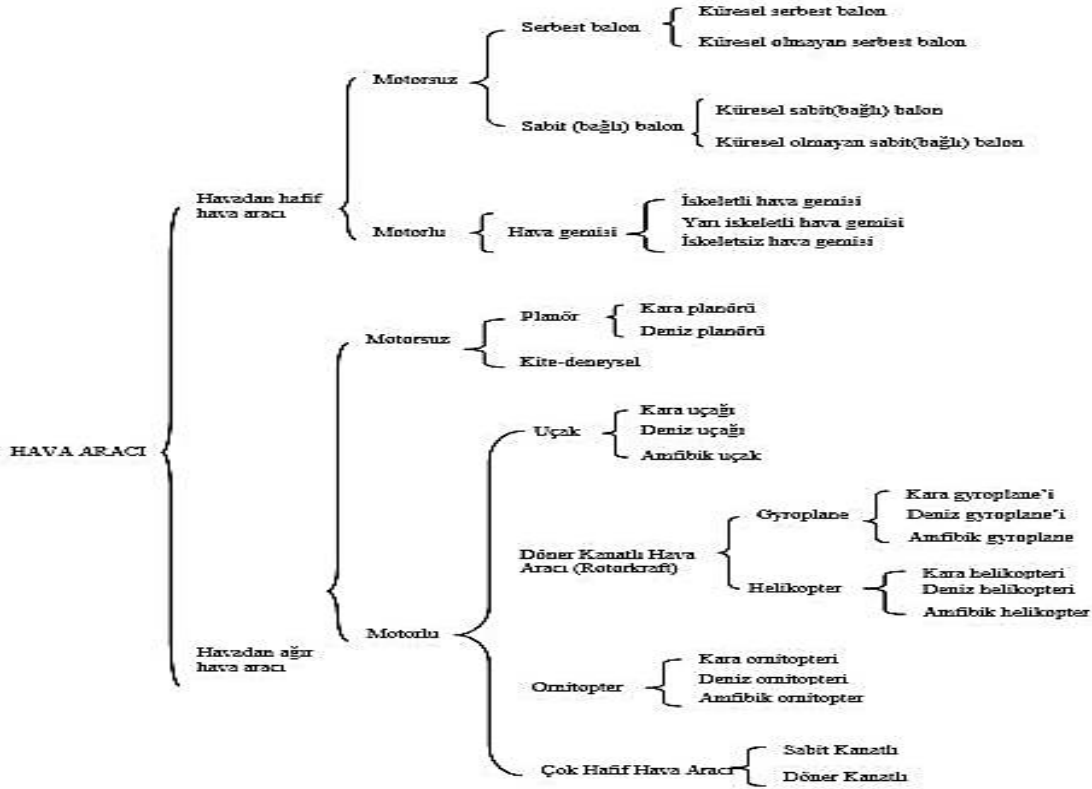 HAVA ARACI
Havadan hafif
hava aracı
Motorsuz
Serbest balon
Küresel serbest balon
Küresel olmayan serbest balon
Sabit (bağlı) balon
Küresel sabit(bağlı) balon
Küresel olmayan sabit(bağlı) balon
Motorlu
Hava gemisi
İskeletli hava gemisi
Yarı iskeletli hava gemisi
İskeletsiz hava gemisi
Havadan ağır
hava aracı
Motorsuz
Planör
Kara planörü
Deniz planörü
Kite-deneysel
Motorlu
Uçak
Kara uçağı
Deniz uçağı
Amfibik uçak
Döner Kanatlı Hava
Aracı (Rotorkraft)
Gyroplane
Kara gyroplane'i
Deniz gyroplane'i
Amfibik gyroplane
Helikopter
Kara helikopteri
Deniz helikopteri
Amfibik helikopter
Ornitopter
Kara ornitopteri
Deniz ornitopteri
Amfibik ornitopter
Çok Hafif Hava Aracı
Sabit Kanatlı
Döner Kanatlı